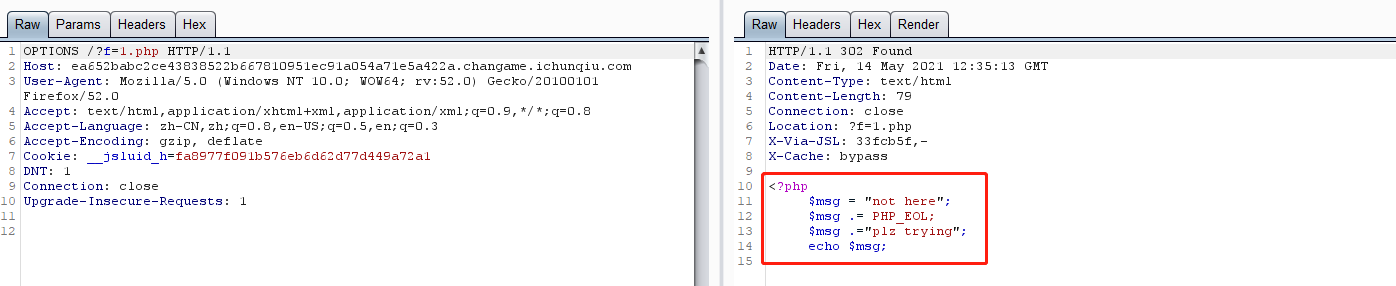 Raw Params Headers Hex
1 OPTIONS /?f=1.php HTTP/1.1
2 Host: ea652babc2ce43838522b667810951ec91a054a71e5a422a.changame.ichunqiu.com
3 User-Agent: Mozilla/5.0 (Windows NT 10.0; WOW64; rv:52.0) Gecko/20100101
Firefox/52.0
4 Accept: text/html,application/xhtml+xml,application/xml;q=0.9,*/*;q=0.8
5 Accept-Language: zh-CN,zh;q=0.8,en-US;q=0.5,en;q=0.3
6 Accept-Encoding: gzip, deflate
7 Cookie: __jsluid_h=fa8977f091b576eb6d62d77d449a72a1
8 DNT: 1
9 Connection: close
10 Upgrade-Insecure-Requests: 1
11
12
Raw Headers Hex Render
1 HTTP/1.1 302 Found
2 Date: Fri, 14 May 2021 12:35:13 GMT
3 Content-Type: text/html
4 Content-Length: 79
5 Connection: close
6 Location: ?f=1.php
7 X-Via-JSL: 33fcb5f,-
8 X-Cache: bypass
9
10 <?php
11 $msg = "not here";
12 $msg .= PHP_EOL;
13 $msg .="plz trying";
14 echo $msg;
15